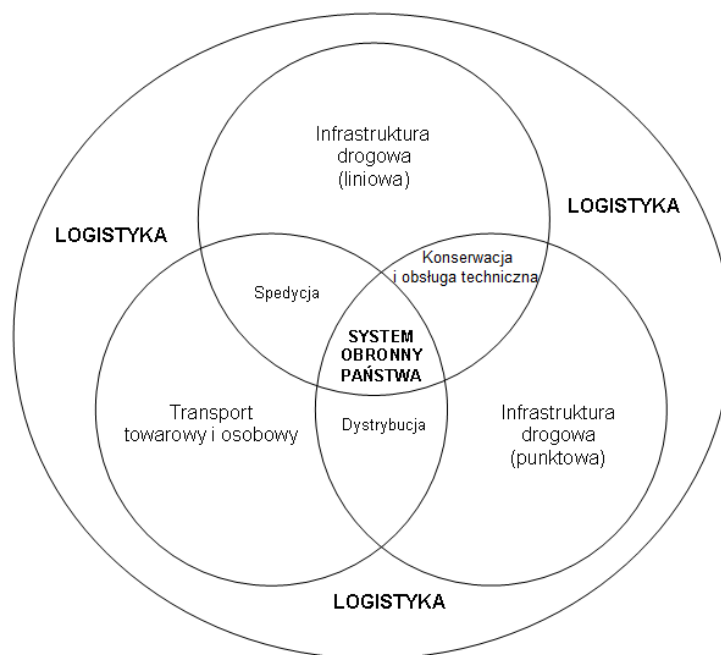 Infrastruktura
drogowa
(liniowa)
LOGISTYKA
LOGISTYKA
Konserwacja
i obsługa techniczna
Spedycja
SYSTEM
OBRONNY
PAŃSTWA
Transport
towarowy i osobowy
Dystrybucja
Infrastruktura
drogowa
(punktowa)
LOGISTYKA